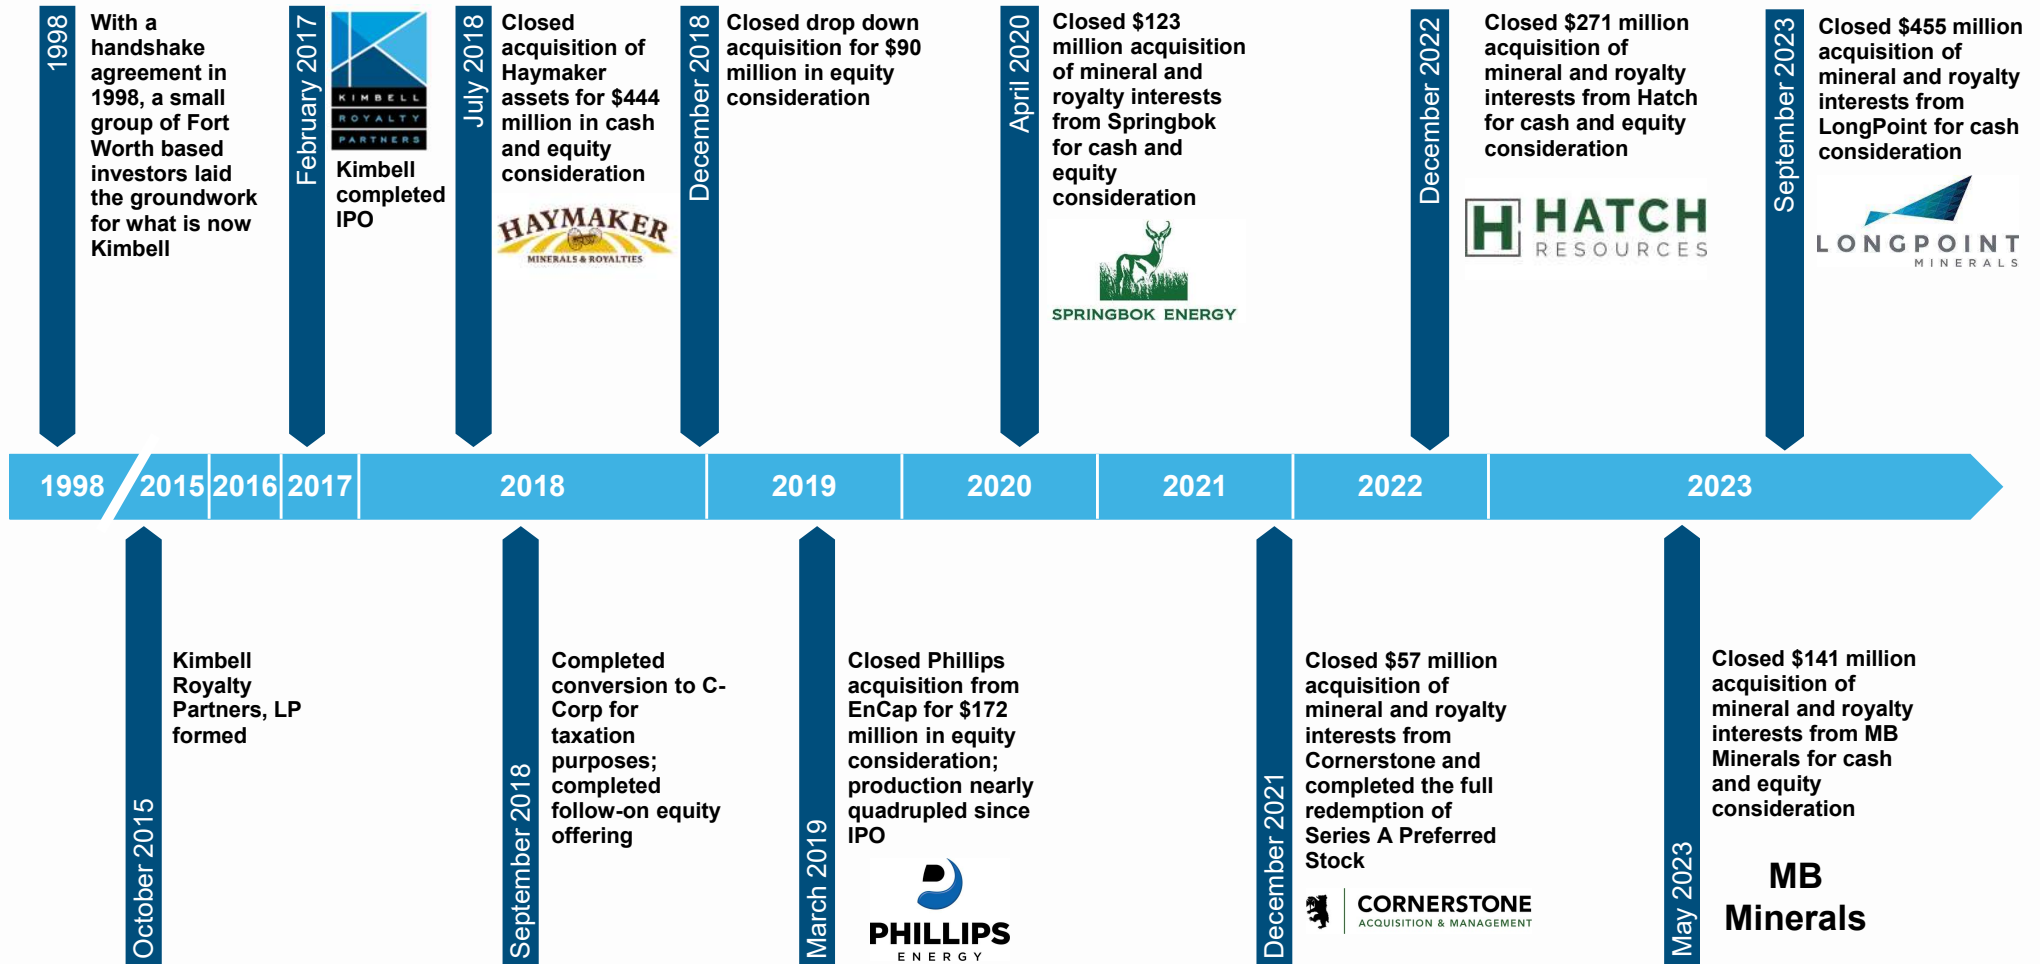 1998
With a
handshake
agreement in
1998, a small
group of Fort
Worth based
investors laid
the groundwork
for what is now
Kimbell
February 2017
KIMBELL
ROYALTY
PARTNERS
Kimbell
completed
IPO
July 2018
Closed
acquisition of
Haymaker
assets for $444
million in cash
and equity
consideration
HAYMAKER
MINERALS & ROYALTIES
December 2018
Closed drop down
acquisition for $90
million in equity
consideration
April 2020
Closed $123
million acquisition
of mineral and
royalty interests
from Springbok
for cash and
equity
consideration
SPRINGBOK ENERGY
December 2022
Closed $271 million
acquisition of
mineral and royalty
interests from Hatch
for cash and equity
consideration
H HATCH
RESOURCES
September 2023
Closed $455 million
acquisition of
mineral and royalty
interests from
LongPoint for cash
consideration
LONGPOINT
MINERALS
1998 2015 2016 2017 2018 2019 2020 2021 2022 2023
October 2015
Kimbell
Royalty
Partners, LP
formed
September 2018
Completed
conversion to C-
Corp for
taxation
purposes;
completed
follow-on equity
offering
March 2019
Closed Phillips
acquisition from
EnCap for $172
million in equity
consideration;
production nearly
quadrupled since
IPO
PHILLIPS
ENERGY
December 2021
Closed $57 million
acquisition of
mineral and royalty
interests from
Cornerstone and
completed the full
redemption of
Series A Preferred
Stock
CORNERSTONE
ACQUISITION & MANAGEMENT
May 2023
Closed $141 million
acquisition of
mineral and royalty
interests from MB
Minerals for cash
and equity
consideration
MB
Minerals